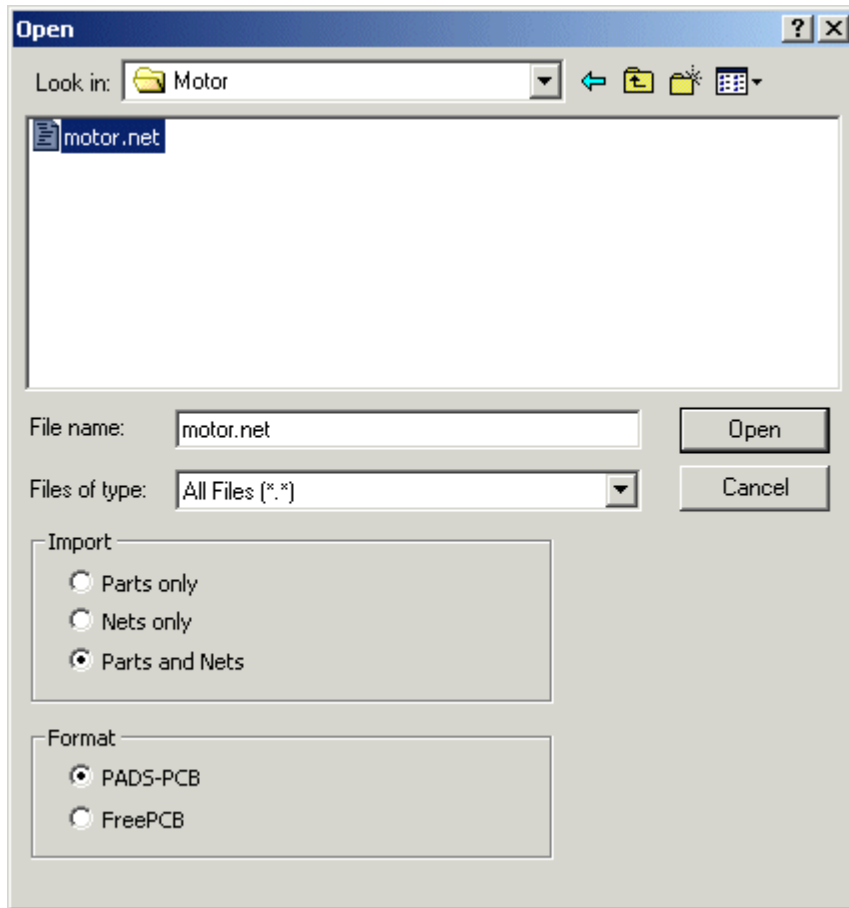 Open
Look in: Motor
motor.net
File name: motor.net Open
Files of type: All Files (*.*) Cancel
Import
Parts only
Nets only
Parts and Nets
Format
PADS-PCB
FreePCB